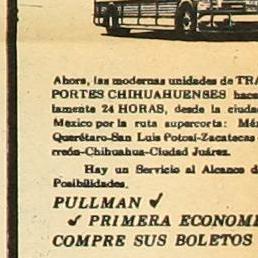 Ahora, las modernas unidades de TRA
PORTES CHIHUAHUENSES hace
lamente 24 HORAS, desde la ciuda
Mexico por la ruta supercorta: Mé
Querétaro-San Luis Potosí-Zacatecas
rreón-Chihuahua-Ciudad Juárez.
Hay un Servicio al Alcance d
Posibilidades.
PULLMAN ✓
✓ PRIMERA ECONOMI
COMPRE SUS BOLETOS